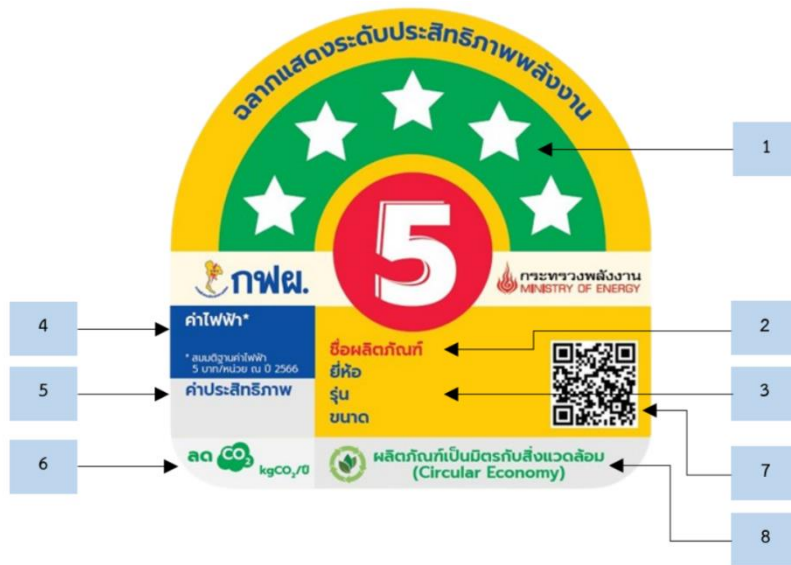 ฉลากแสดงระดับประสิทธิภาพพลังงาน
1
5
กฟผ.
กระทรวงพลังงาน
MINISTRY OF ENERGY
4
ค่าไฟฟ้า*
* สมมติฐานค่าไฟฟ้า
5 บาท/หน่วย ณ ปี 2566
ชื่อผลิตภัณฑ์
2
ยี่ห้อ
5
ค่าประสิทธิภาพ
รุ่น
3
ขนาด
6
ลด CO2
kgCO2/ปี
ผลิตภัณฑ์เป็นมิตรกับสิ่งแวดล้อม
(Circular Economy)
7
8